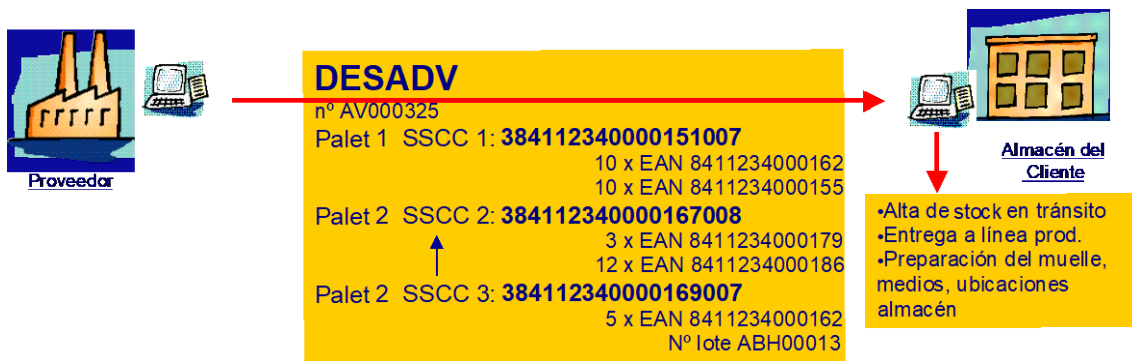 DESADV
nº AV000325
Palet 1 SSCC 1: 384112340000151007
10 x EAN 8411234000162
10 x EAN 8411234000155
Palet 2 SSCC 2: 384112340000167008
3 x EAN 8411234000179
12 x EAN 8411234000186
Palet 2 SSCC 3: 384112340000169007
5 x EAN 8411234000162
Nº lote ABH00013
Proveedor
Almacén del
Cliente
•Alta de stock en tránsito
•Entrega a línea prod.
•Preparación del muelle,
medios, ubicaciones
almacén